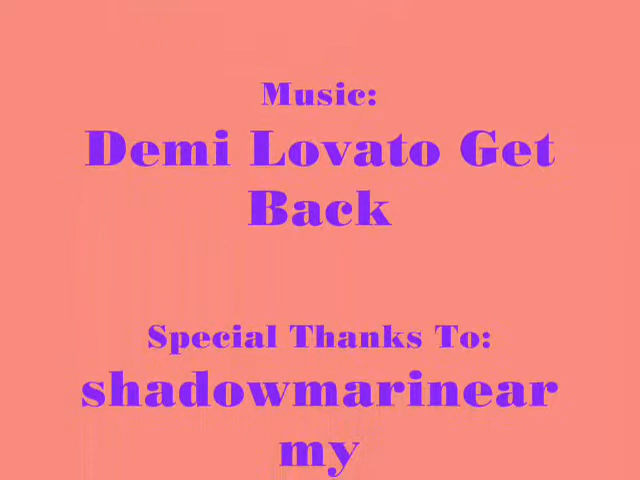 Music:
Demi Lovato Get
Back
Special Thanks To:
shadowmarinear
my